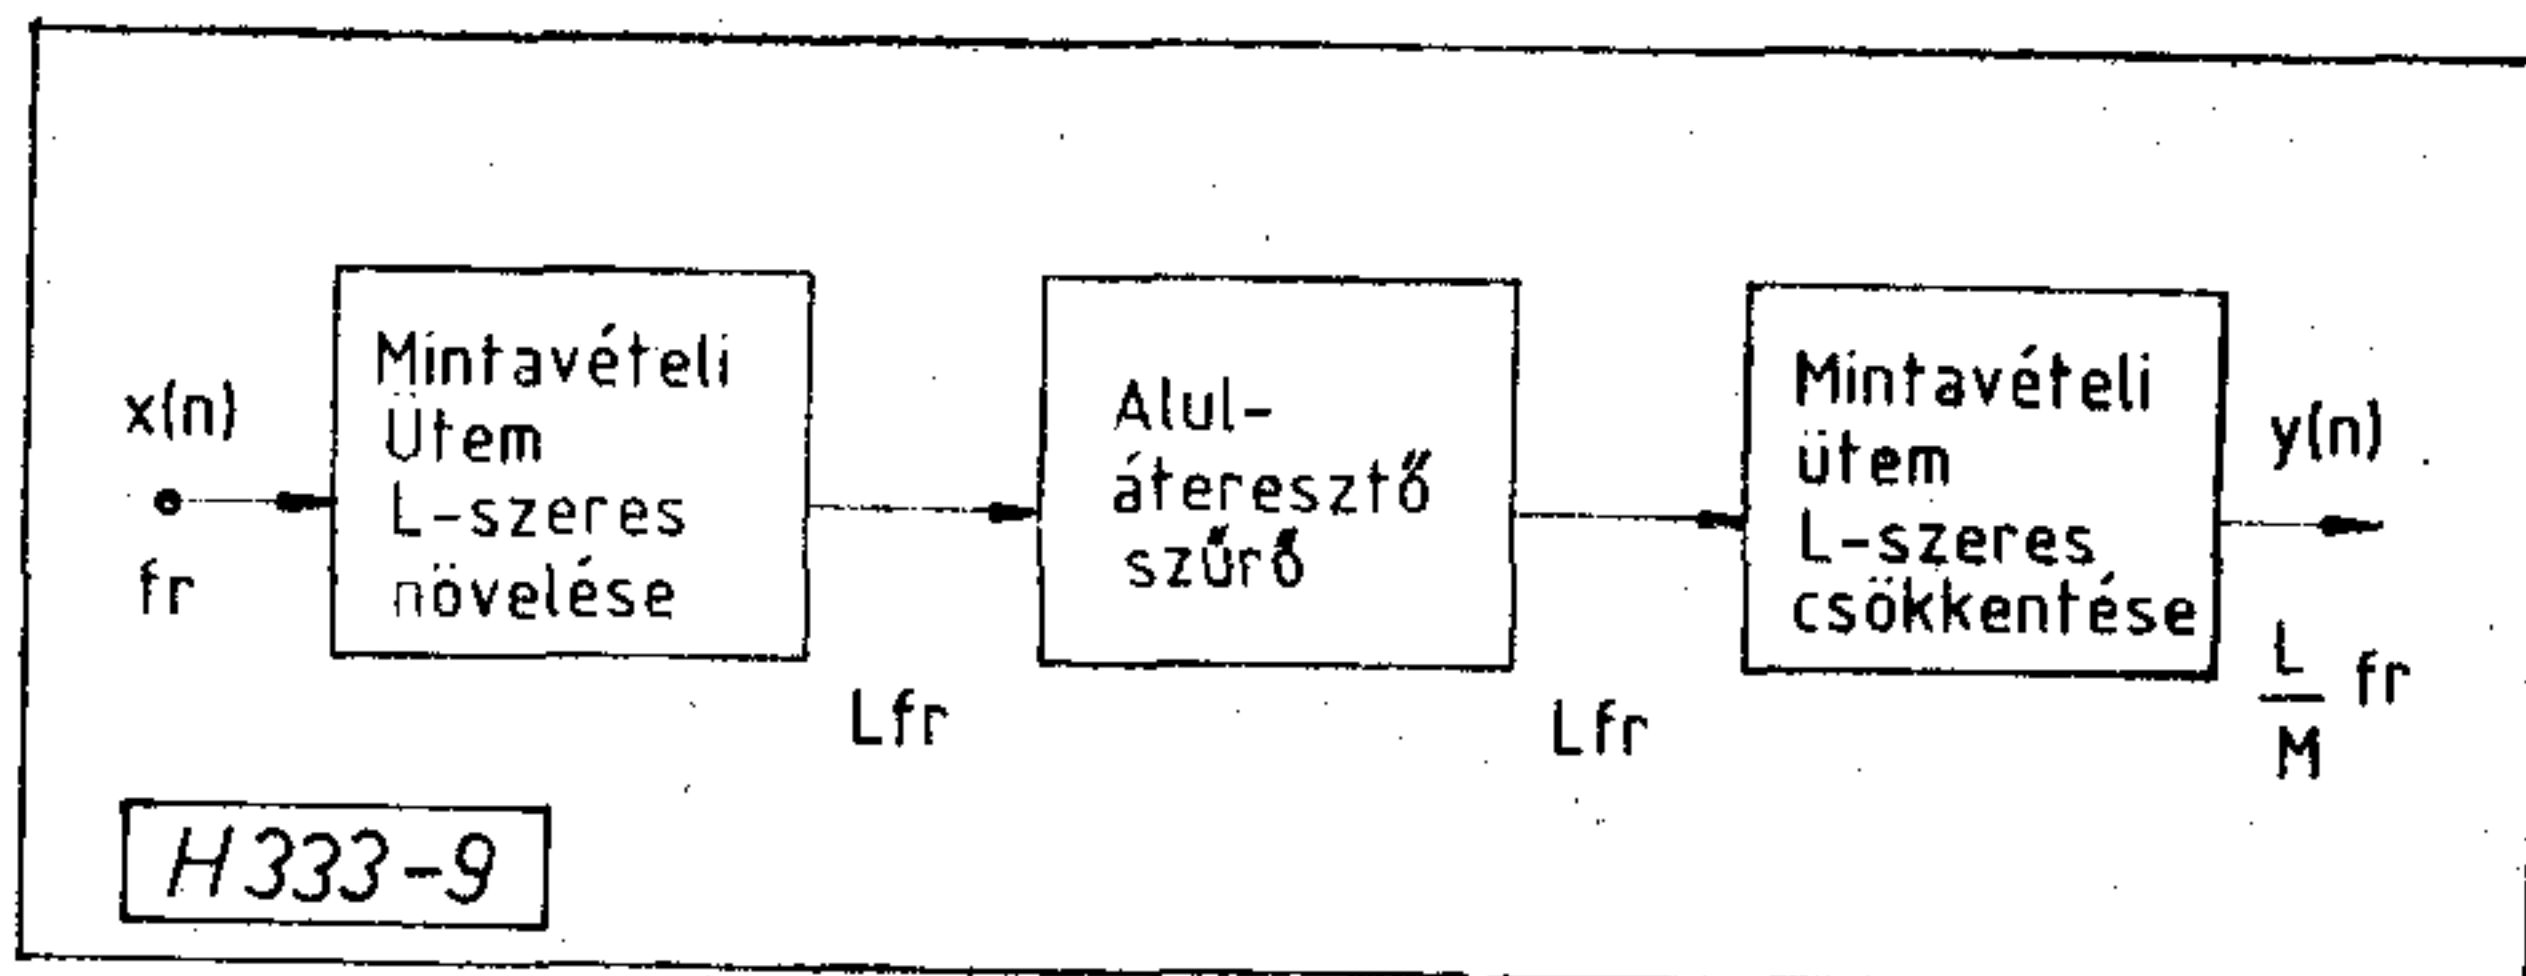 x(n)
fr
Mintavételi
Ütem
L-szeres
növelése
Lfr
Alul-
áteresztő
szűrő
Lfr
Mintavételi
ütem
L-szeres
csökkentése
y(n)
L
fr
M
H333-9